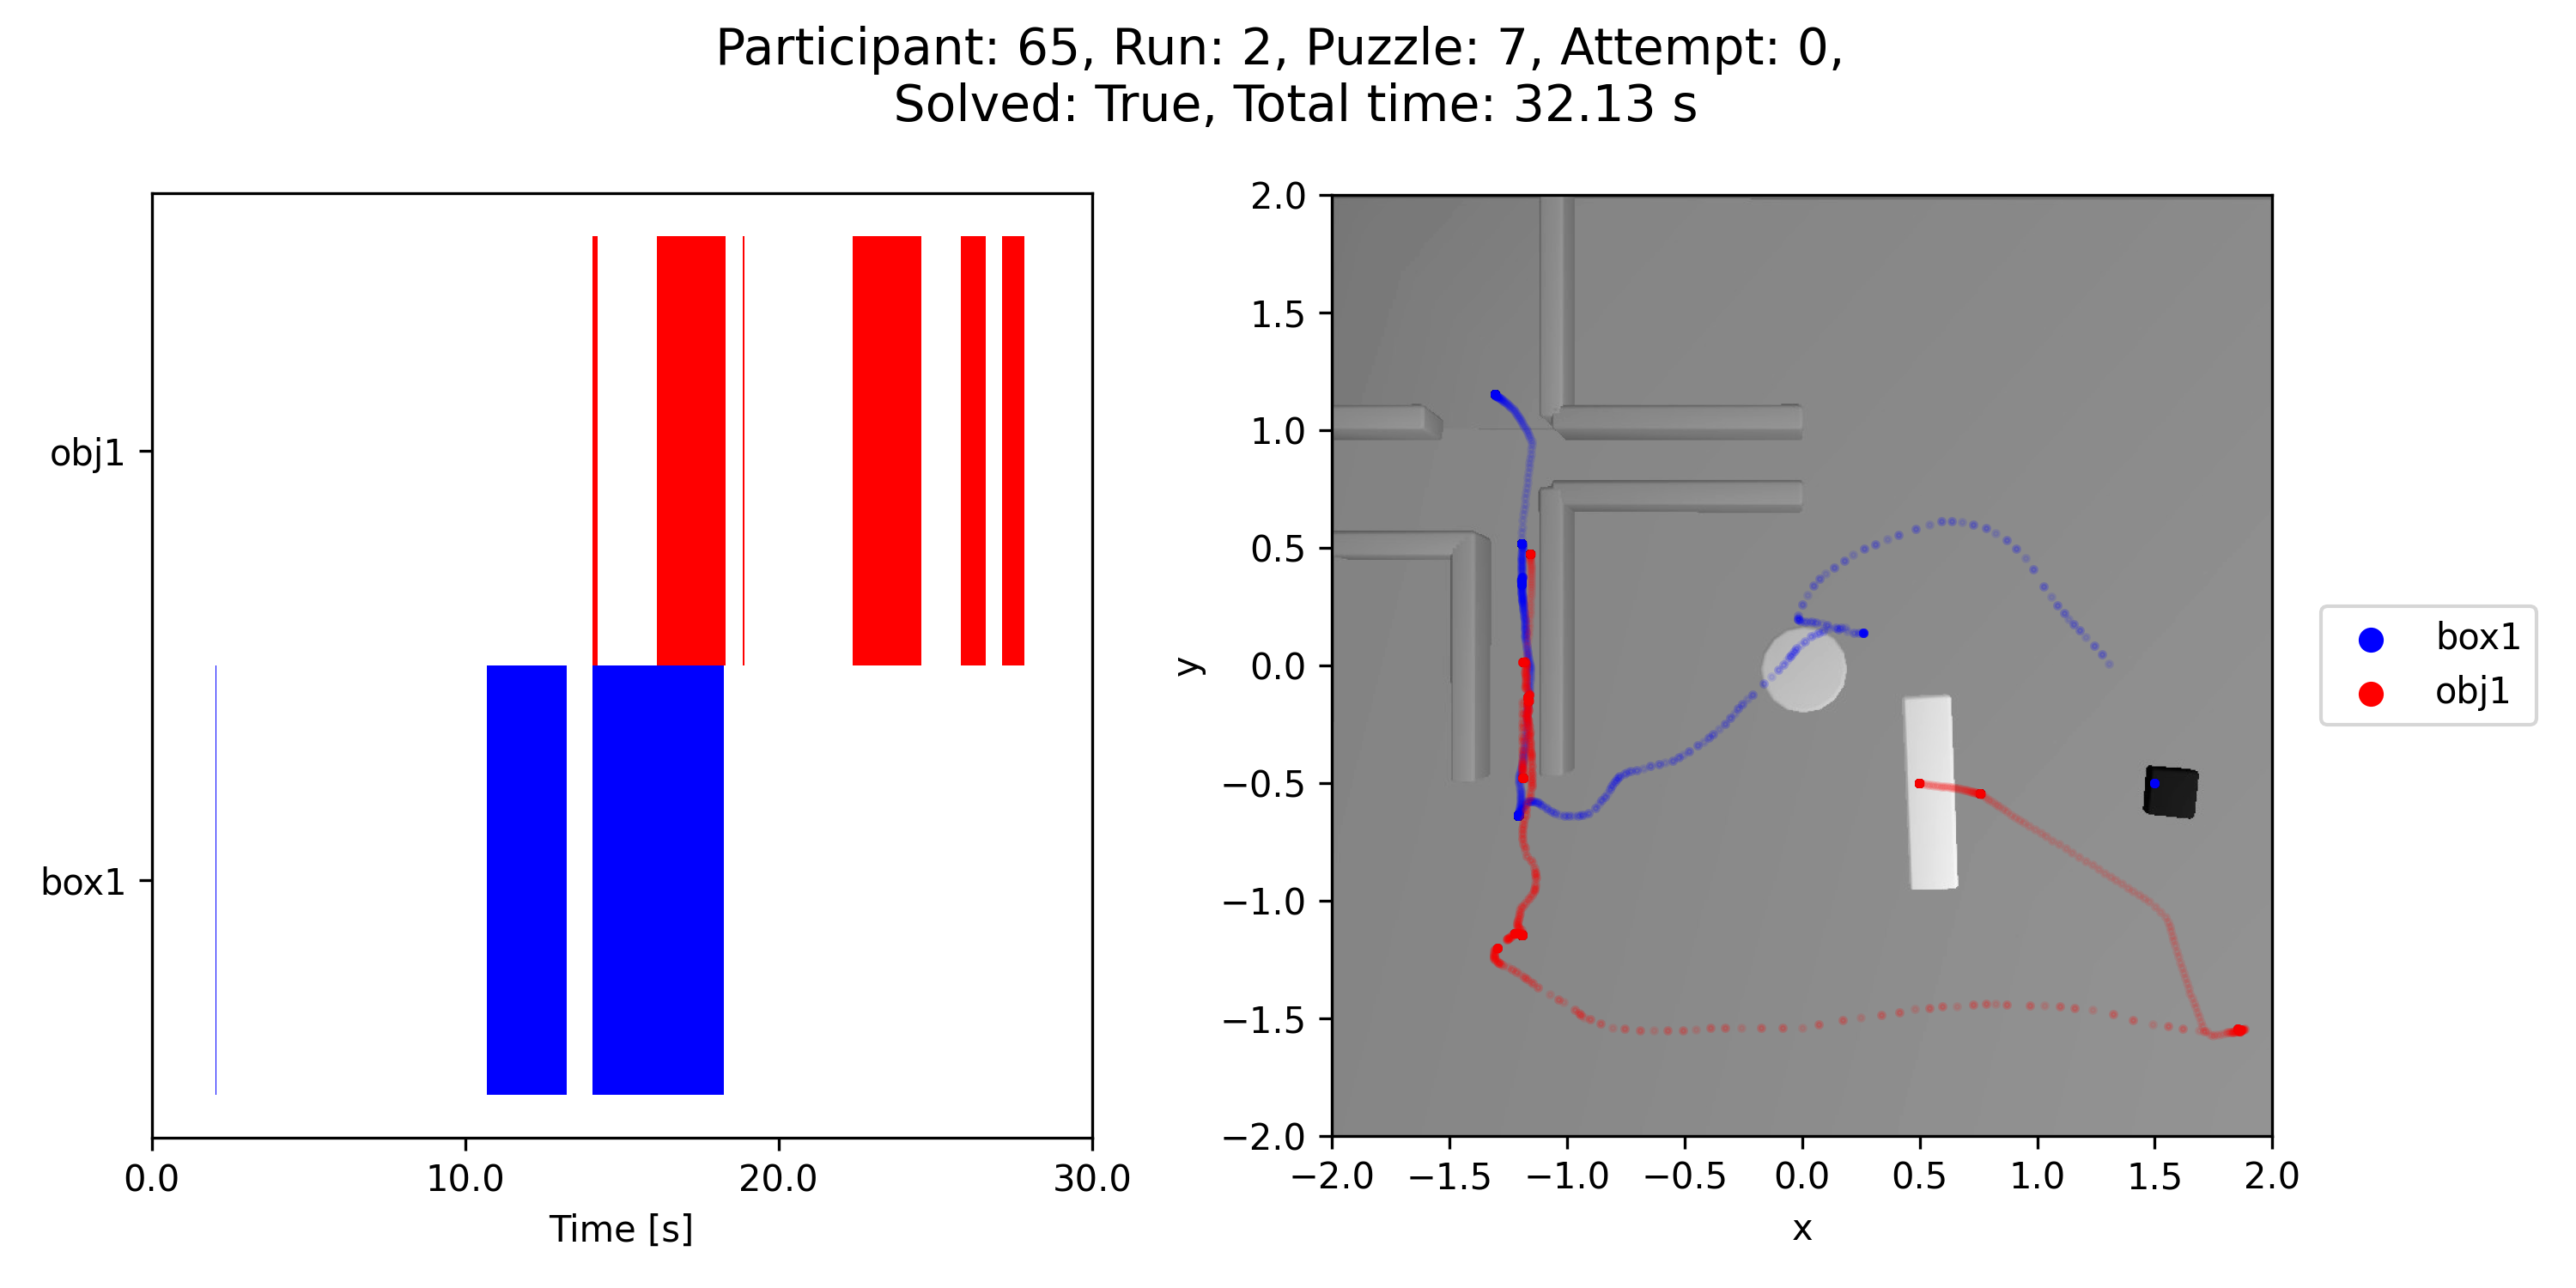 Participant: 65, Run: 2, Puzzle: 7, Attempt: 0,
Solved: True, Total time: 32.13 s
obj1
box1
0.0 10.0 20.0 30.0
Time [s]
2.0
1.5
1.0
0.5
0.0
−0.5
−1.0
−1.5
−2.0
y
−2.0 −1.5 −1.0 −0.5 0.0 0.5 1.0 1.5 2.0
x
box1
obj1